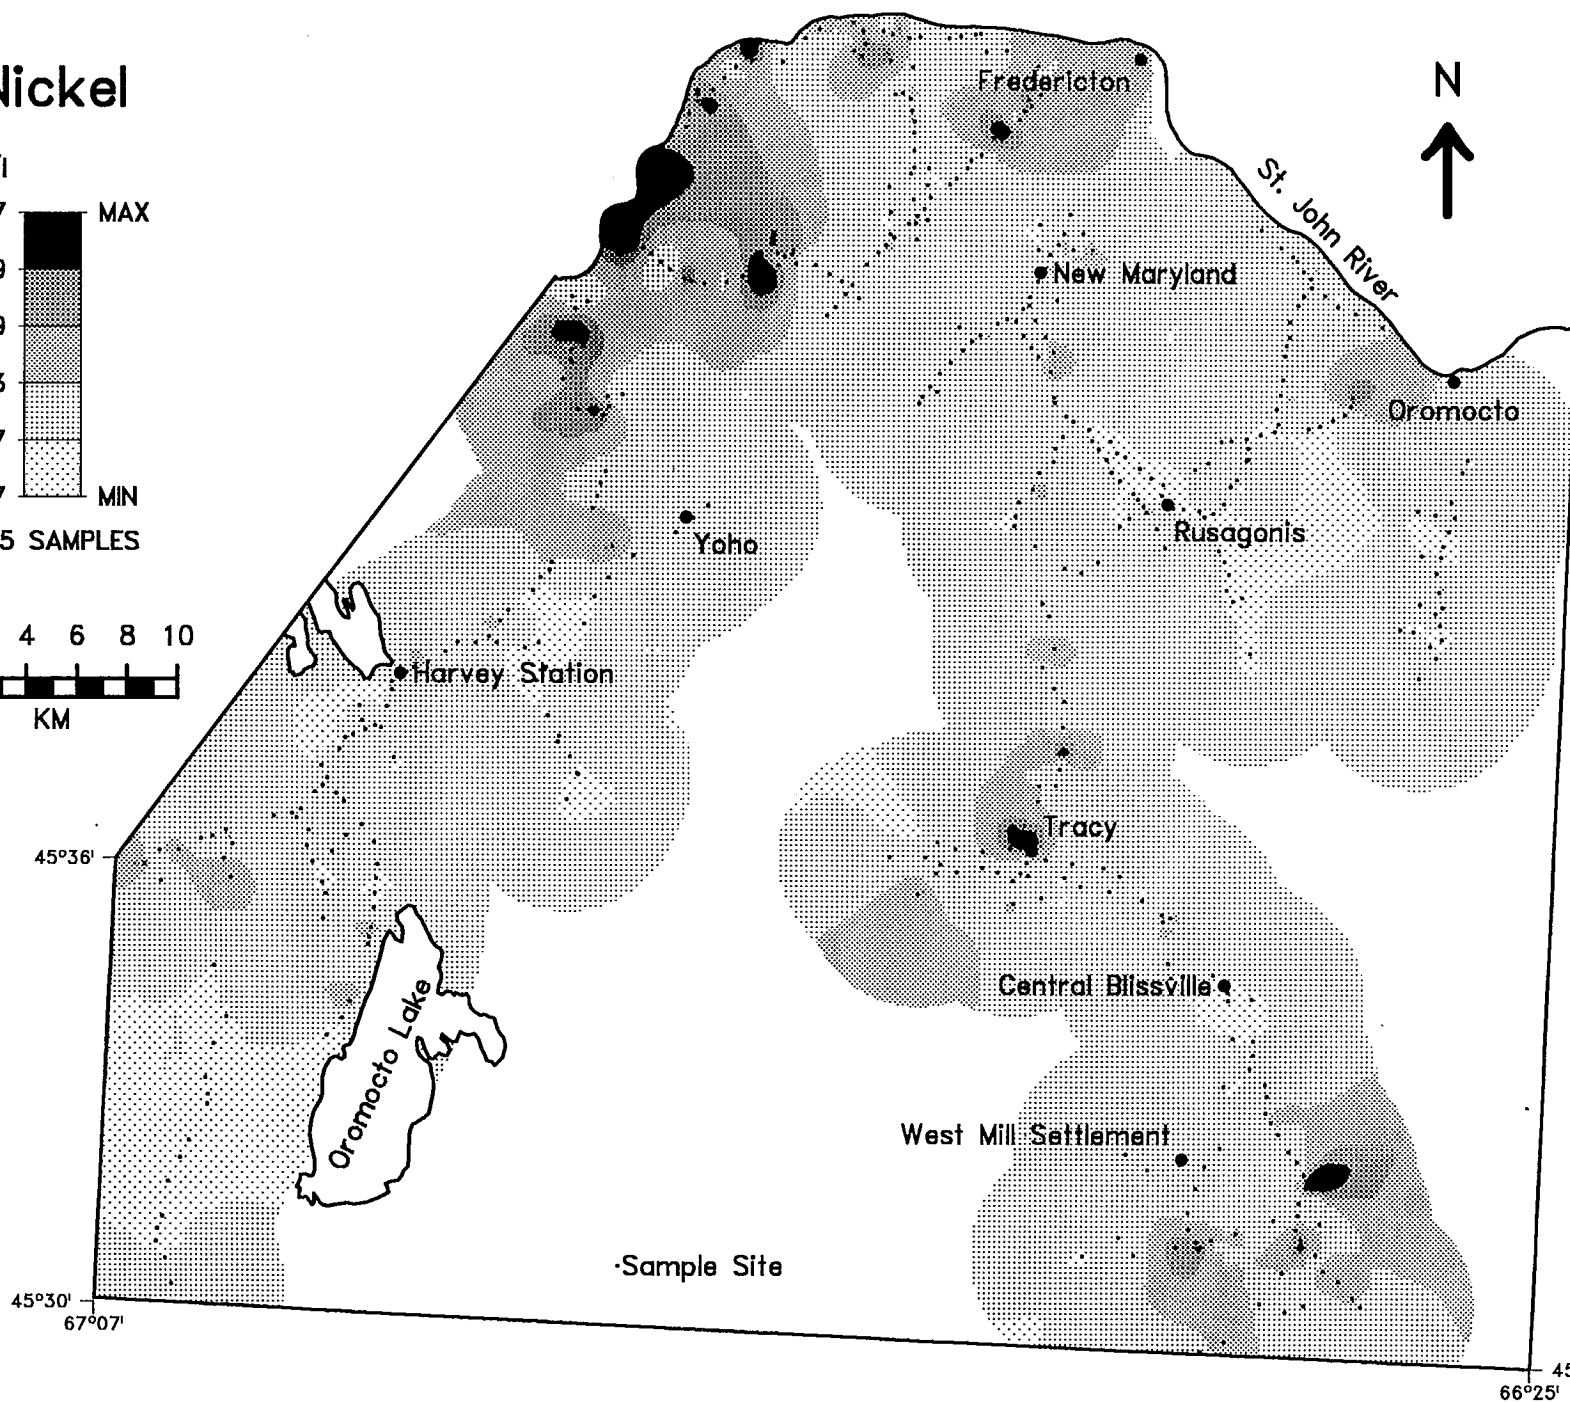 Nickel
N
MAX
MIN
5 SAMPLES
4 6 8 10
KM
Fredericton
St. John River
New Maryland
Oromocto
Rusagonis
Yoho
Harvey Station
Tracy
45°36'
Central Blissville
Oromocto Lake
West Mill Settlement
Sample Site
45°30'
67°07'
45
66°25'